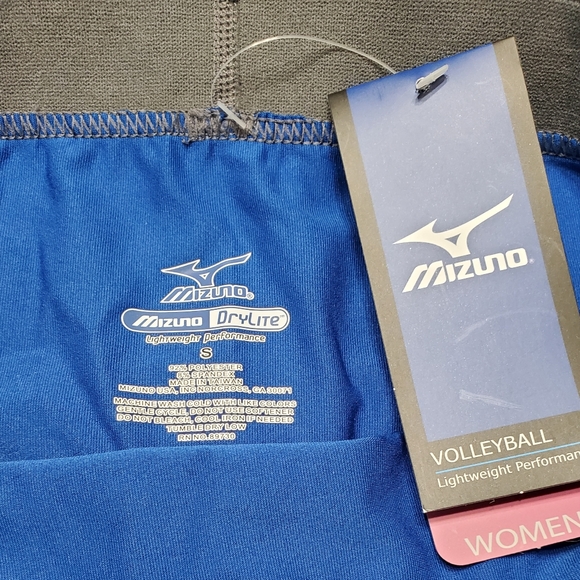 MIZUNO
MIZUNO DryLite™
Lightweight Performance
S
92% POLYESTER
8% SPANDEX
MADE IN TAIWAN
MIZUNO USA, INC NORCROSS, GA 30071
MACHINE WASH COLD WITH LIKE COLORS
GENTLE CYCLE, DO NOT USE SOFTENER
DO NOT BLEACH, COOL IRON IF NEEDED
TUMBLE DRY LOW
RN NO.89730
MIZUNO
VOLLEYBALL
Lightweight Performan
WOMEN